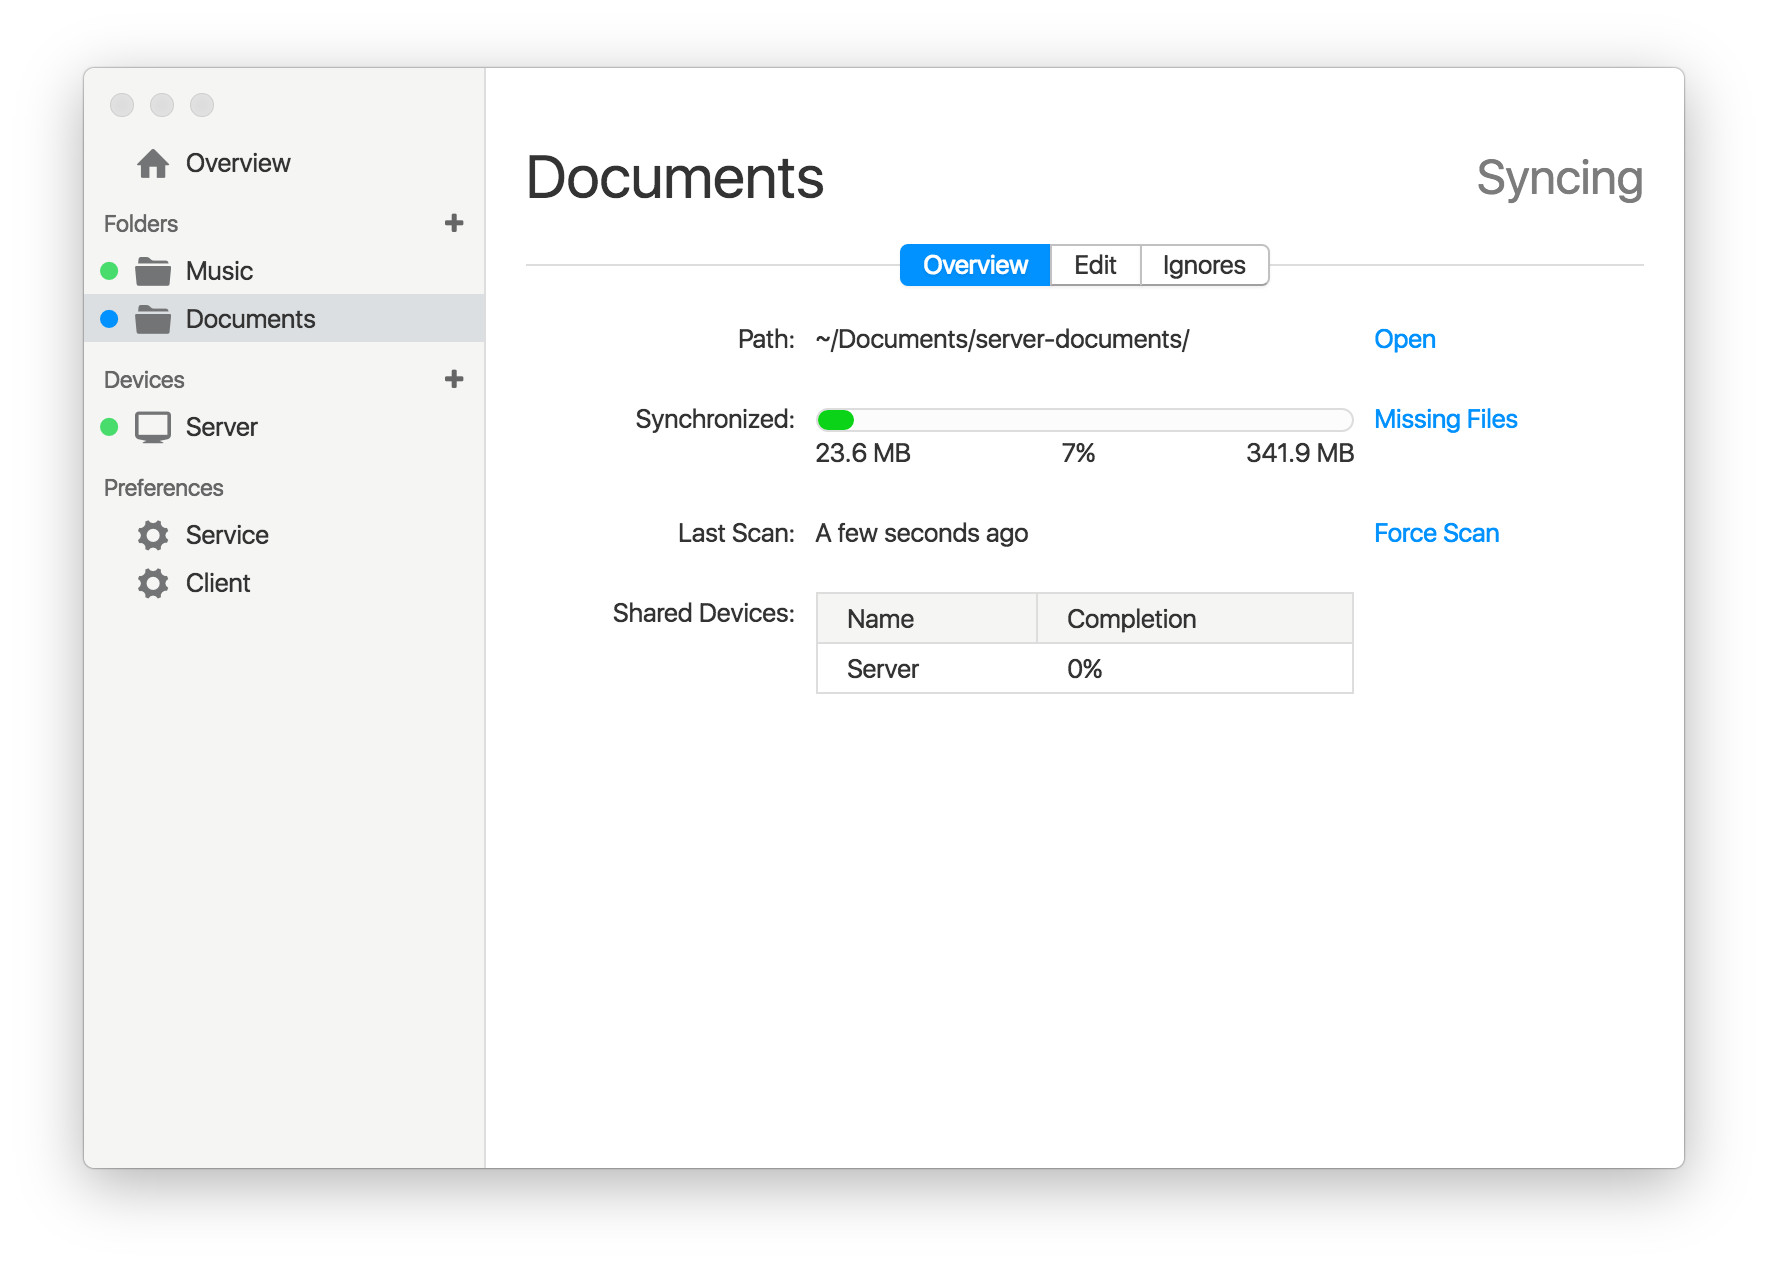 Overview
Folders
Music
Documents
Devices
Server
Preferences
Service
Client
Documents
Syncing
Overview Edit Ignores
Path: ~/Documents/server-documents/ Open
Synchronized: Missing Files
23.6 MB 7% 341.9 MB
Last Scan: A few seconds ago Force Scan
Shared Devices: Name Completion
Server 0%